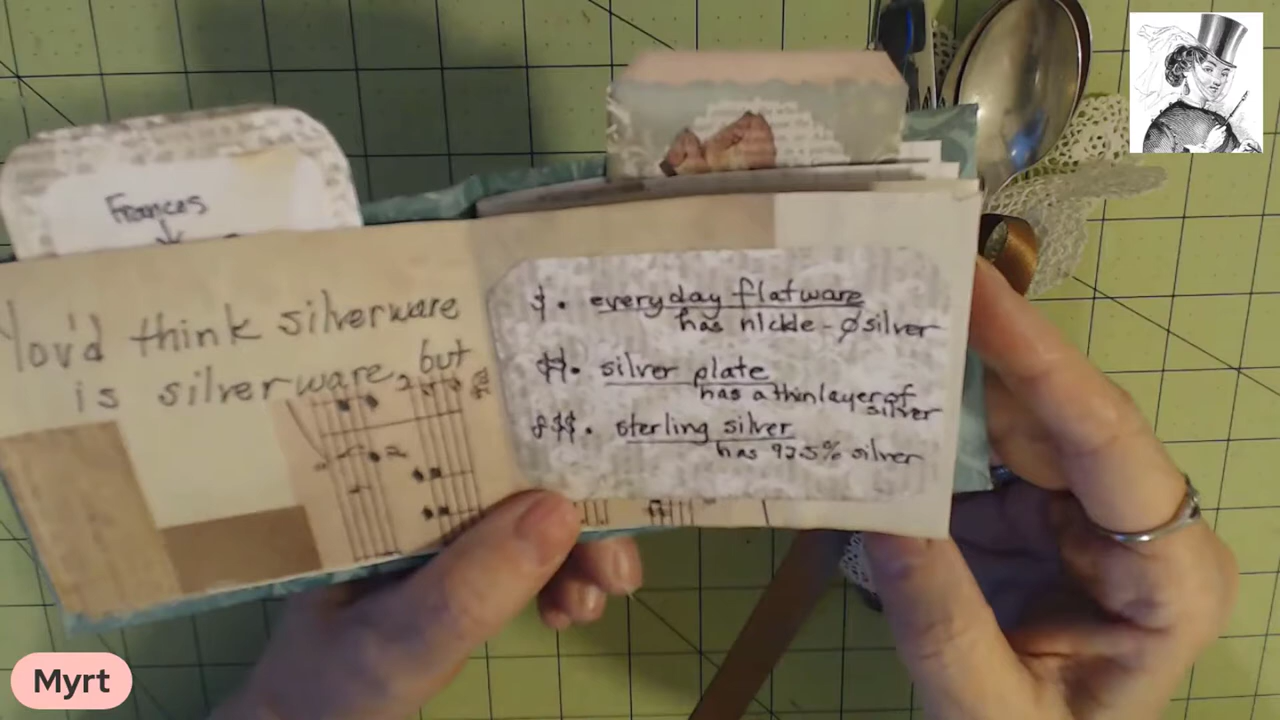 Frances
You'd think silverware
is silverware, but
$. everyday flatware
has nickle - ∅ silver
$$. silver plate
has a thin layer of
silver
$$$. sterling silver
has 92.5% silver
Myrt